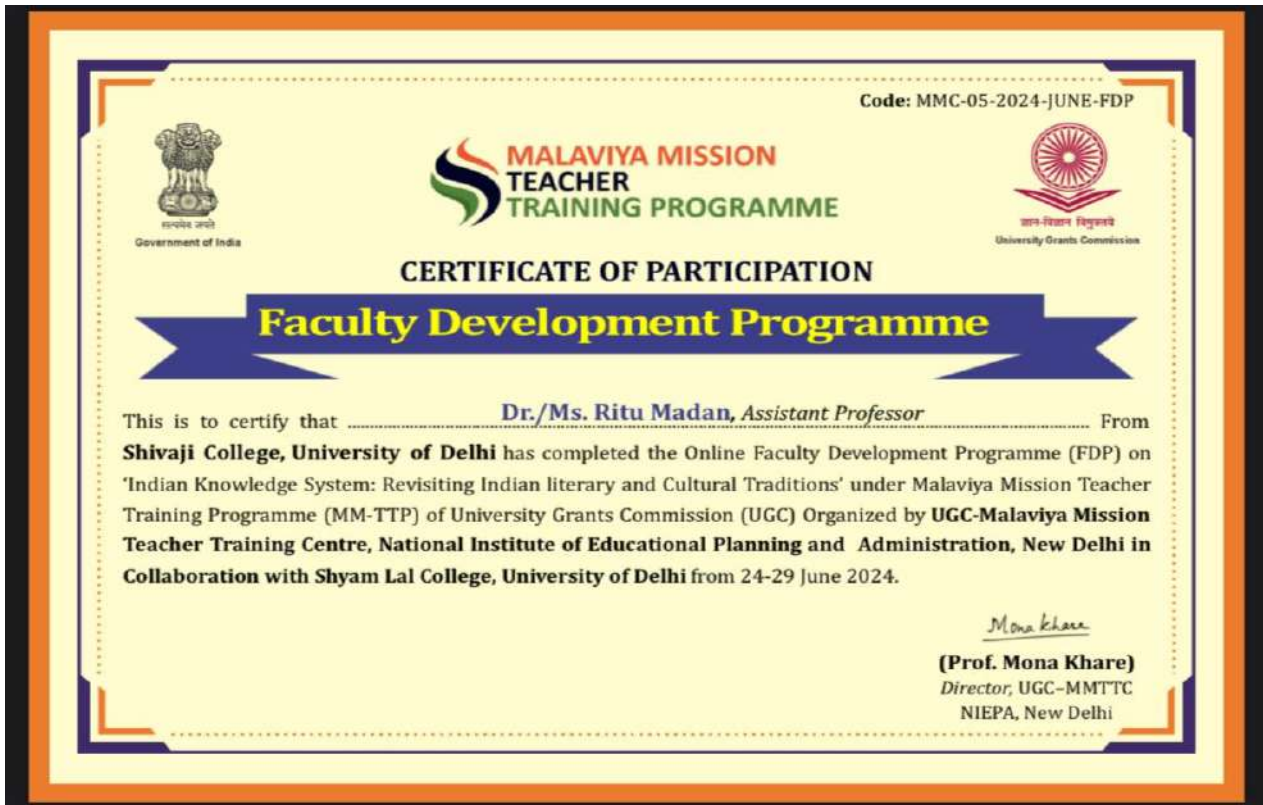 Code: MMC-05-2024-JUNE-FDP
सत्यमेव जयते
Government of India
MALAVIYA MISSION
TEACHER
TRAINING PROGRAMME
ज्ञान-विज्ञान विमुक्तये
University Grants Commission
CERTIFICATE OF PARTICIPATION
Faculty Development Programme
This is to certify that Dr./Ms. Ritu Madan, Assistant Professor From
Shivaji College, University of Delhi has completed the Online Faculty Development Programme (FDP) on
'Indian Knowledge System: Revisiting Indian literary and Cultural Traditions' under Malaviya Mission Teacher
Training Programme (MM-TTP) of University Grants Commission (UGC) Organized by UGC-Malaviya Mission
Teacher Training Centre, National Institute of Educational Planning and Administration, New Delhi in
Collaboration with Shyam Lal College, University of Delhi from 24-29 June 2024.
Mona Khare
(Prof. Mona Khare)
Director, UGC–MMTTC
NIEPA, New Delhi